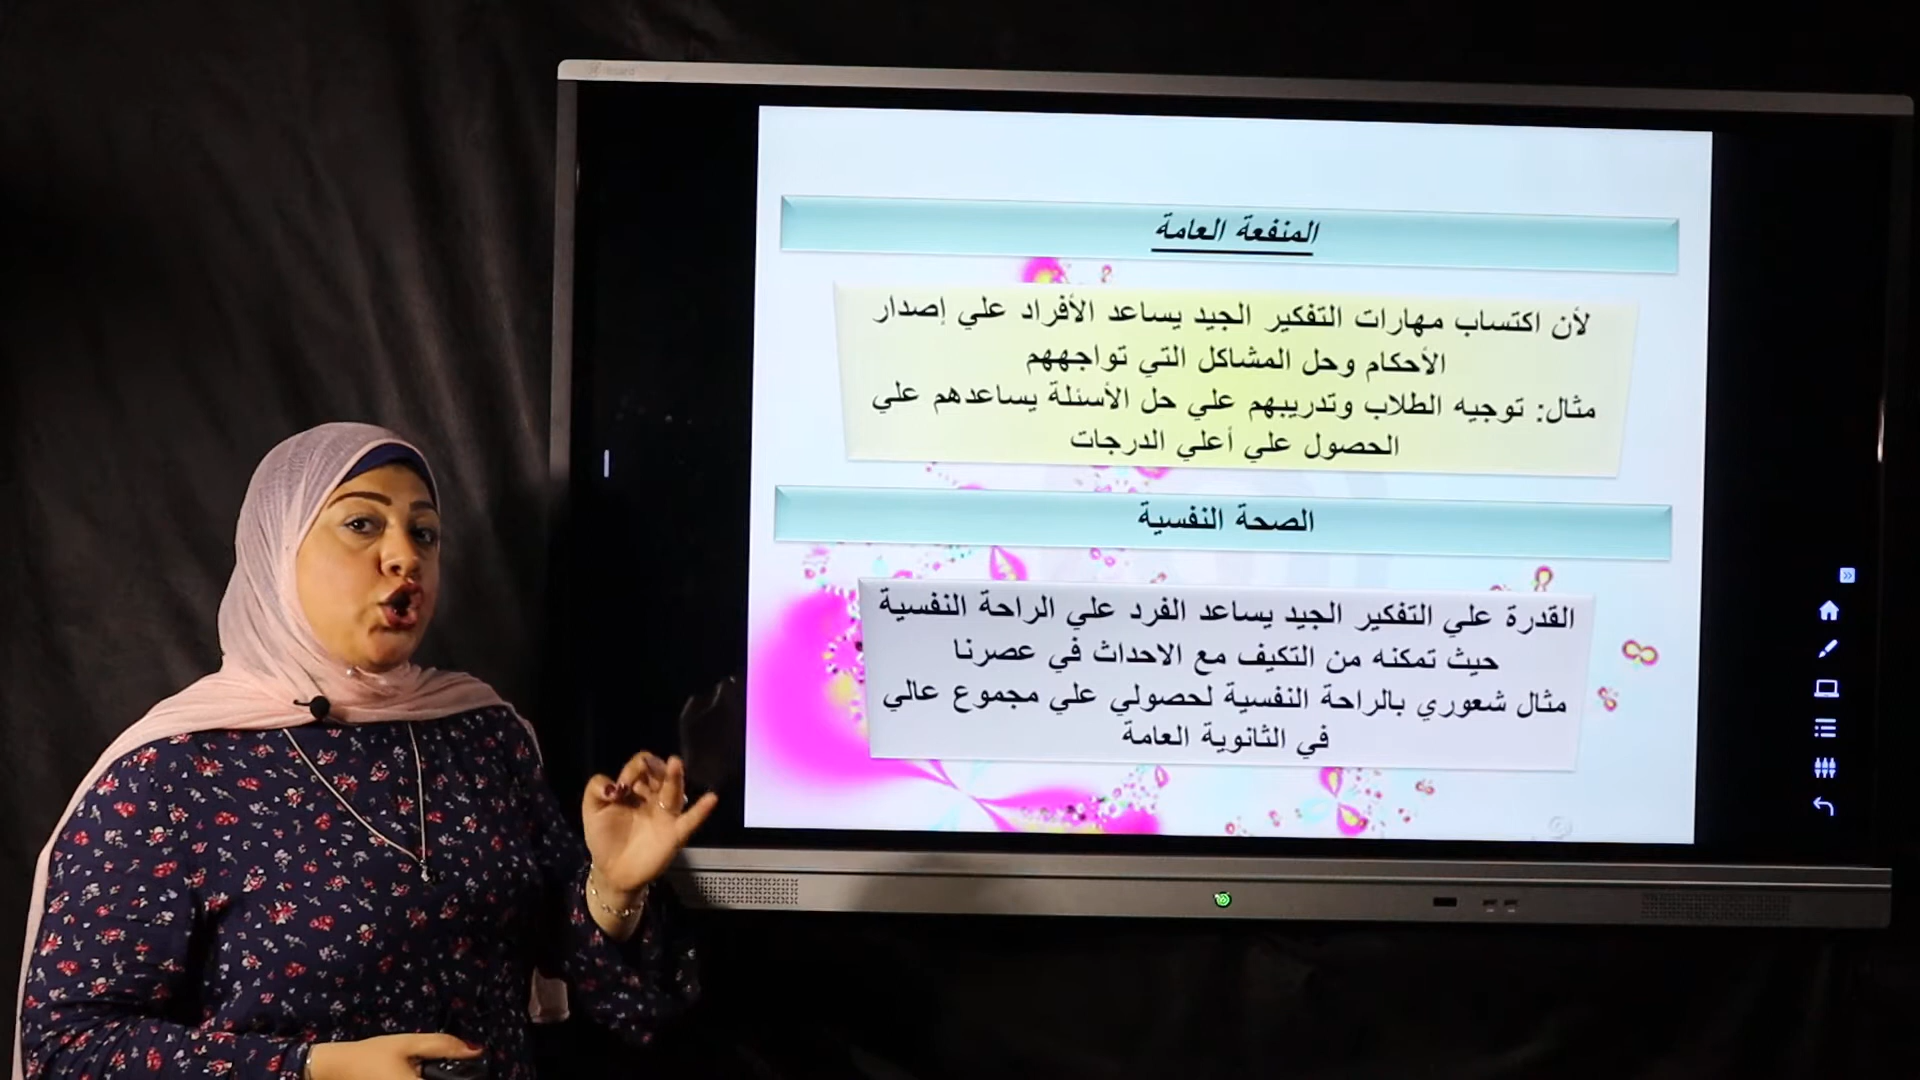 المنفعة العامة
لأن اكتساب مهارات التفكير الجيد يساعد الأفراد علي إصدار
الأحكام وحل المشاكل التي تواجههم
مثال: توجيه الطلاب وتدريبهم علي حل الأسئلة يساعدهم علي
الحصول علي أعلي الدرجات
الصحة النفسية
القدرة علي التفكير الجيد يساعد الفرد علي الراحة النفسية
حيث تمكنه من التكيف مع الاحداث في عصرنا
مثال شعوري بالراحة النفسية لحصولي علي مجموع عالي
في الثانوية العامة